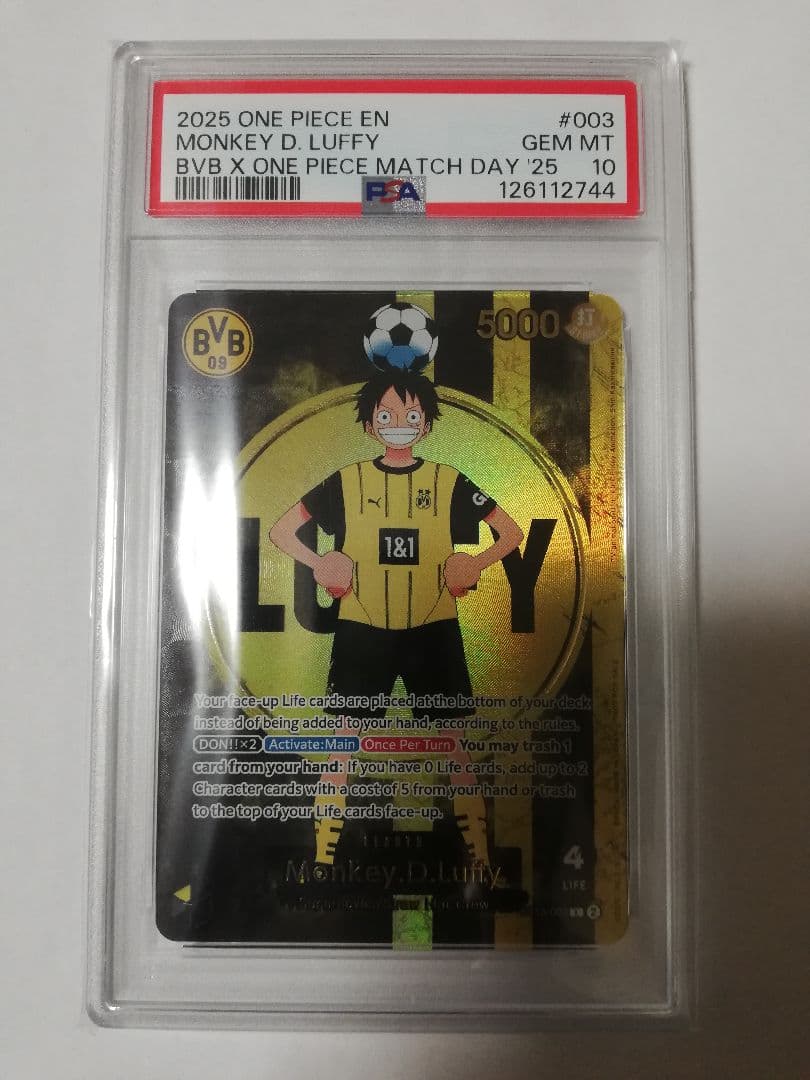 2025 ONE PIECE EN #003
MONKEY D. LUFFY GEM MT
BVB X ONE PIECE MATCH DAY '25 10
PSA 126112744
BVB 09
5000 打
1&1
LUFFY
Your face-up Life cards are placed at the bottom of your deck
instead of being added to your hand, according to the rules.
DON!!×2 Activate:Main Once Per Turn You may trash 1
card from your hand: If you have 0 Life cards, add up to 2
Character cards with a cost of 5 from your hand or trash
to the top of your Life cards face-up.
LEADER
Monkey.D.Luffy
4
LIFE